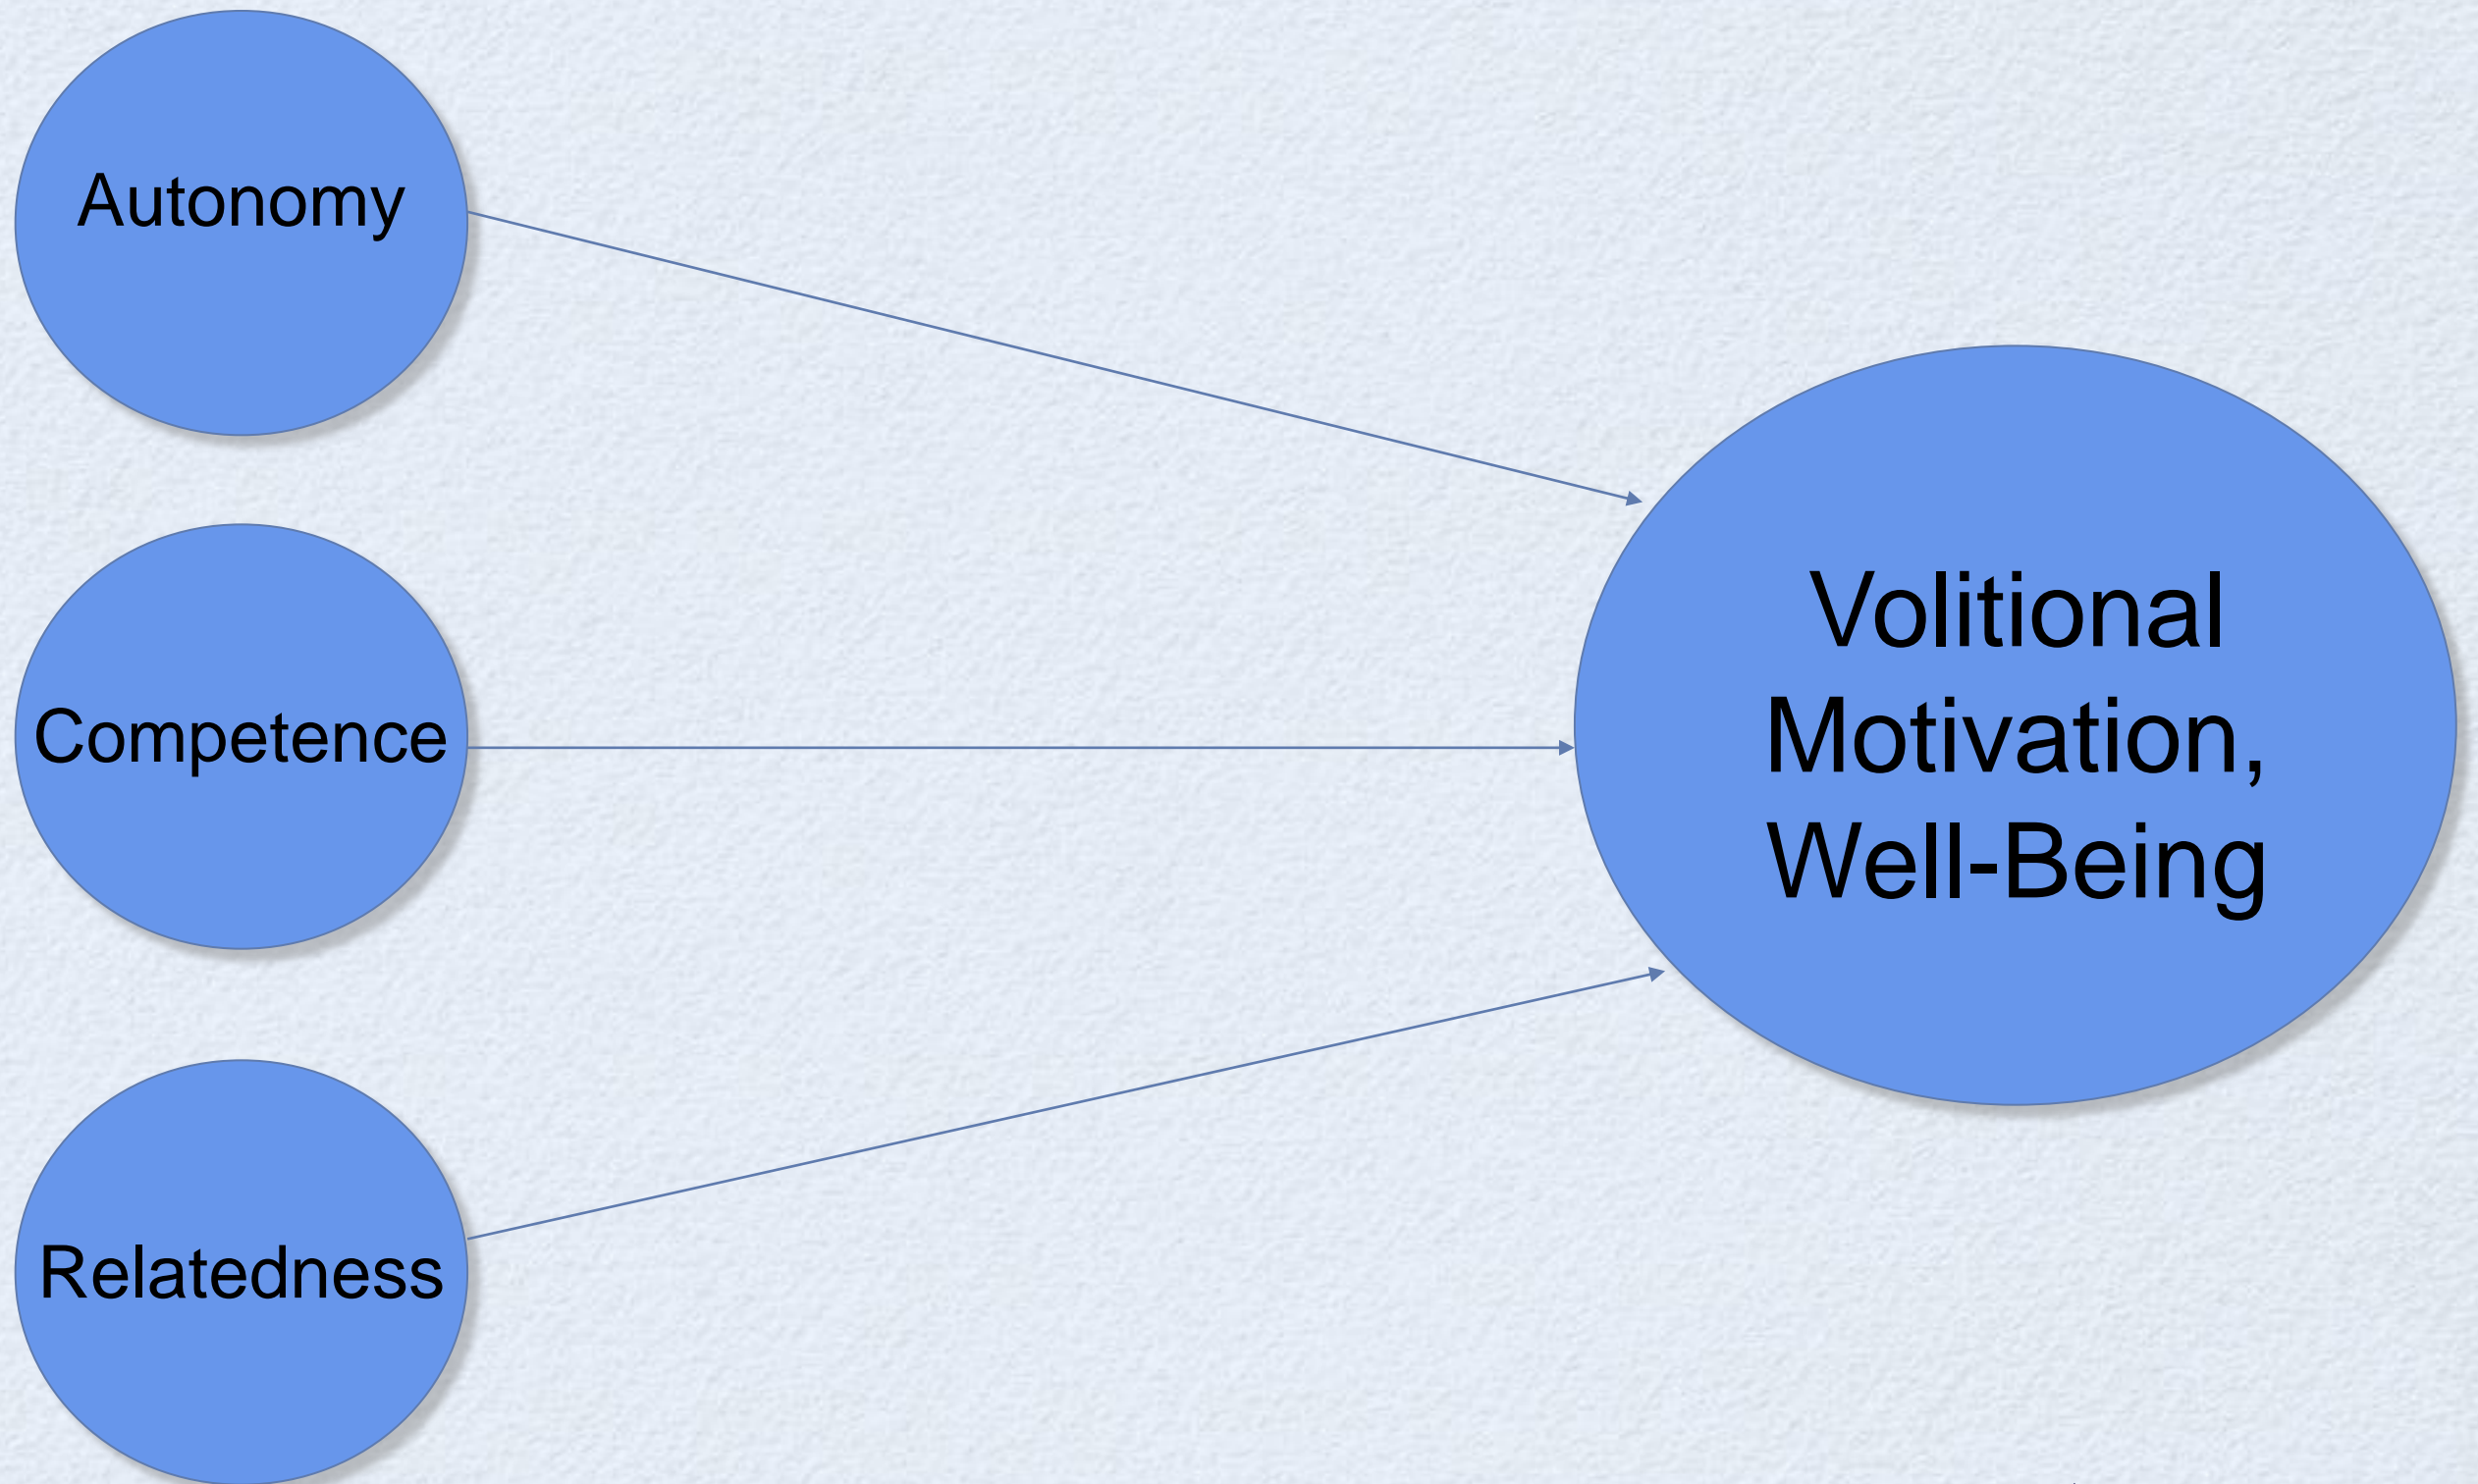 Autonomy
Competence
Relatedness
Volitional
Motivation,
Well-Being